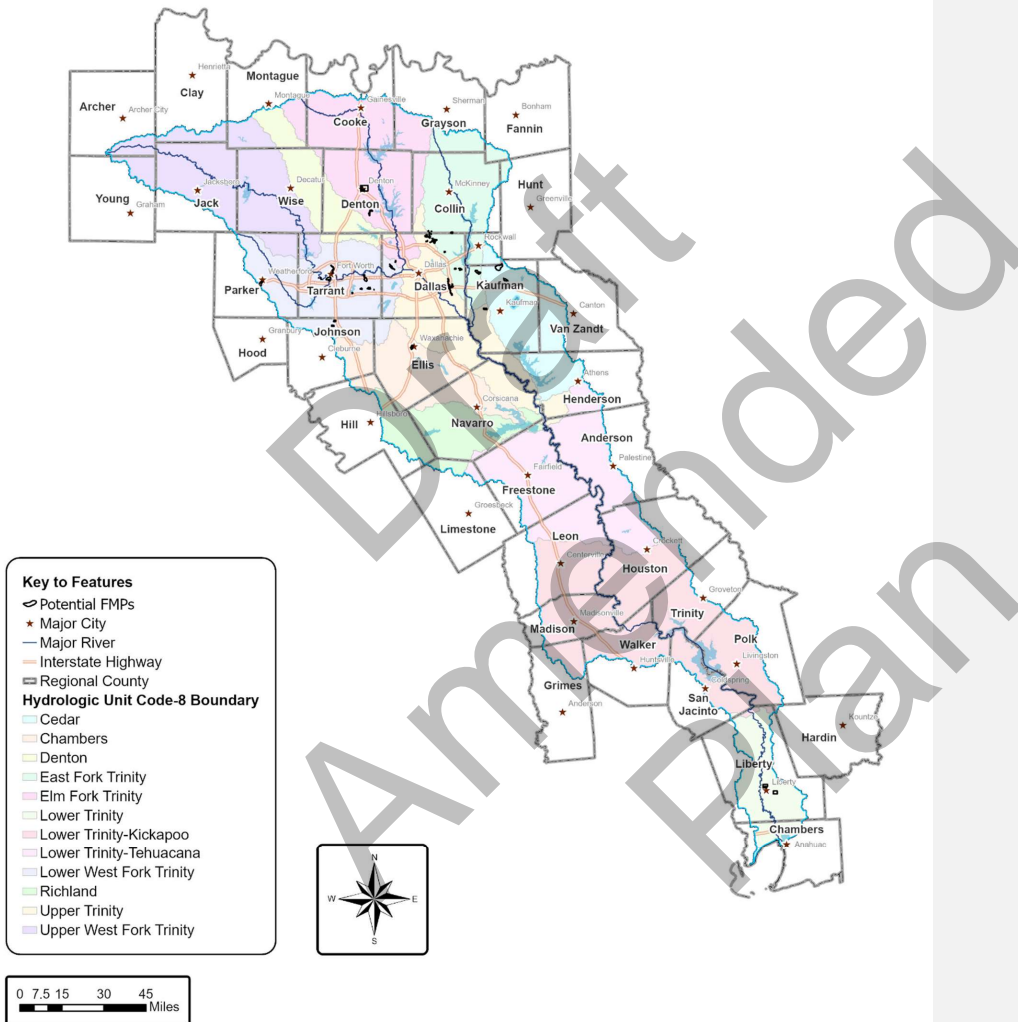 Henrietta
Montague
Clay
Archer
Archer City
Montague
Gainesville
Cooke
Sherman
Grayson
Bonham
Fannin
Young
Graham
Jacksboro
Jack
Decatur
Wise
Denton
Denton
McKinney
Collin
Hunt
Greenville
Rockwall
Weatherford
Parker
Fort Worth
Tarrant
Dallas
Dallas
Kaufman
Kaufman
Canton
Van Zandt
Granbury
Hood
Johnson
Cleburne
Waxahachie
Ellis
Athens
Henderson
Hillsboro
Hill
Corsicana
Navarro
Anderson
Palestine
Fairfield
Freestone
Groesbeck
Limestone
Leon
Centerville
Crockett
Houston
Groveton
Trinity
Madisonville
Madison
Walker
Huntsville
Polk
Livingston
Grimes
Anderson
Coldspring
San
Jacinto
Kountze
Hardin
Liberty
Liberty
Chambers
Anahuac
Draft
Amended
Plan
Key to Features
Potential FMPs
Major City
Major River
Interstate Highway
Regional County
Hydrologic Unit Code-8 Boundary
Cedar
Chambers
Denton
East Fork Trinity
Elm Fork Trinity
Lower Trinity
Lower Trinity-Kickapoo
Lower Trinity-Tehuacana
Lower West Fork Trinity
Richland
Upper Trinity
Upper West Fork Trinity
N
W
E
S
0 7.5 15 30 45
Miles